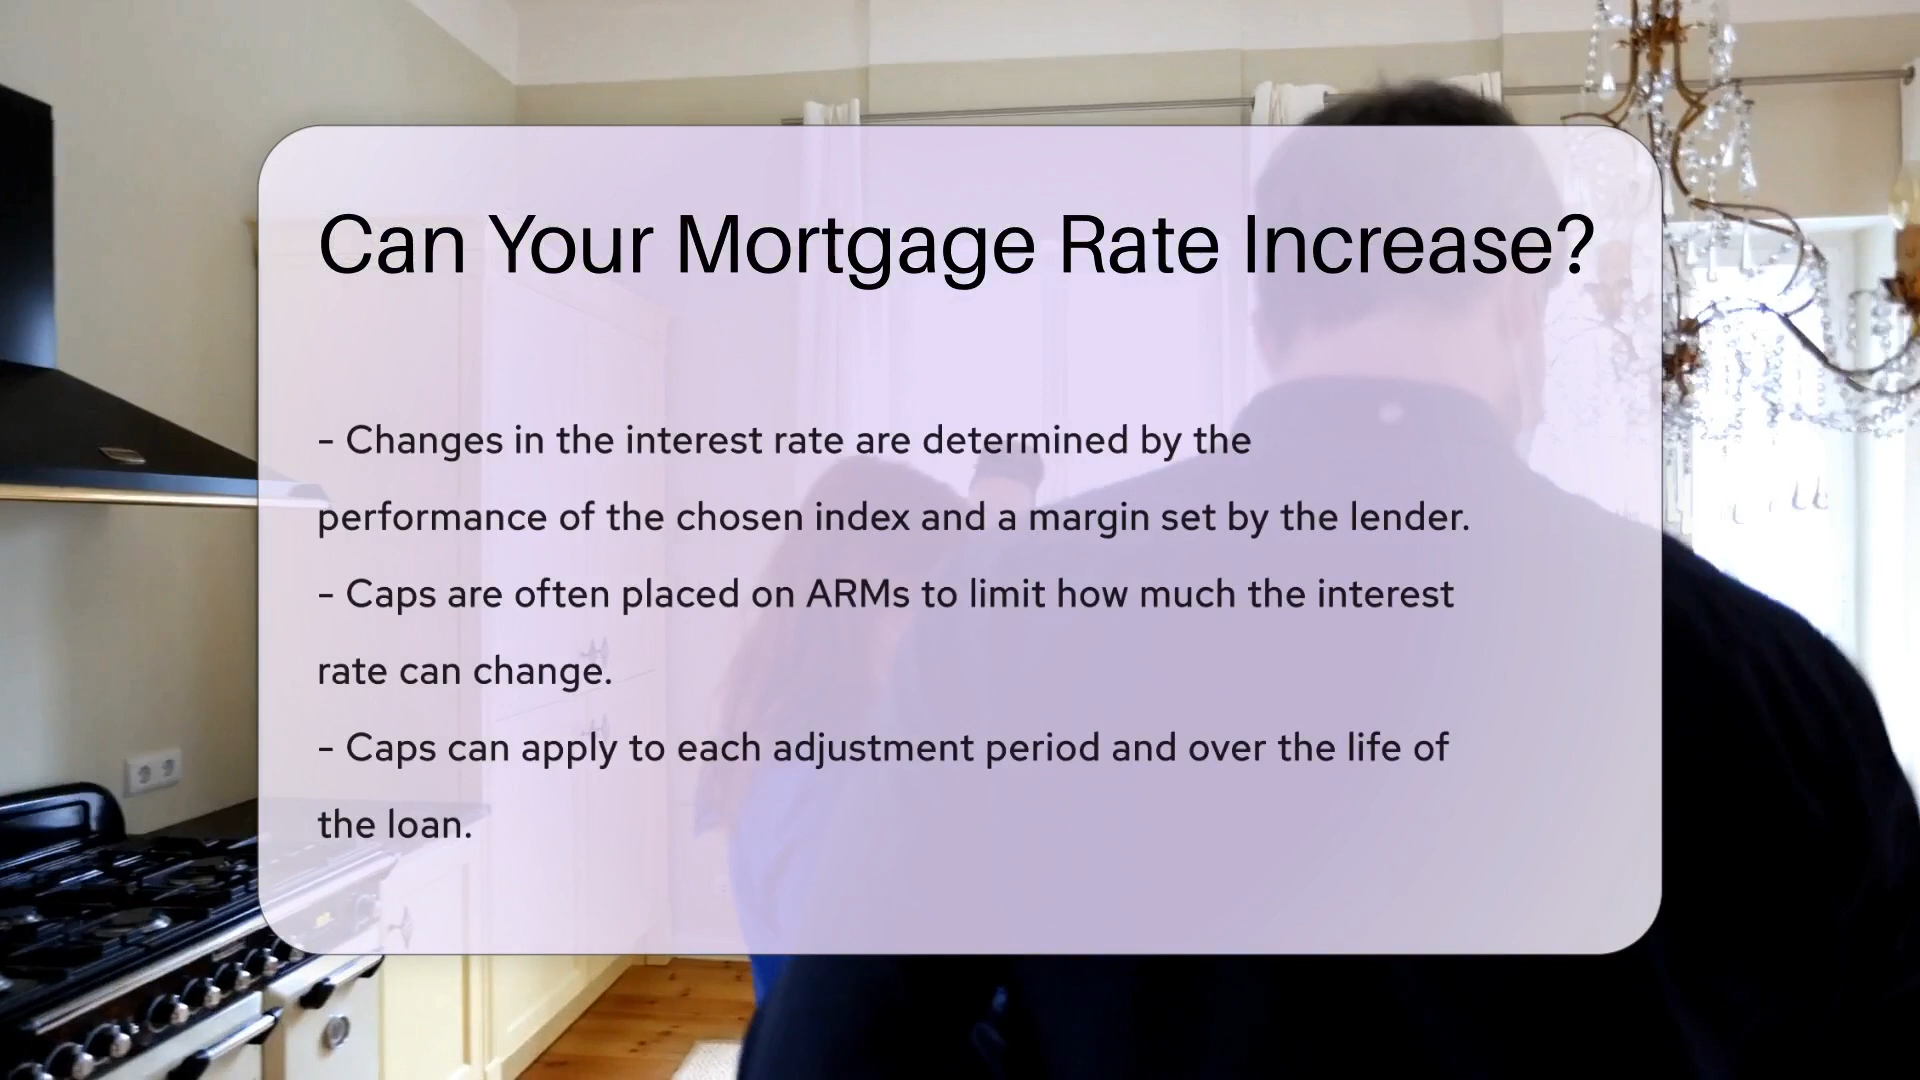 Can Your Mortgage Rate Increase?
- Changes in the interest rate are determined by the
performance of the chosen index and a margin set by the lender.
- Caps are often placed on ARMs to limit how much the interest
rate can change.
- Caps can apply to each adjustment period and over the life of
the loan.